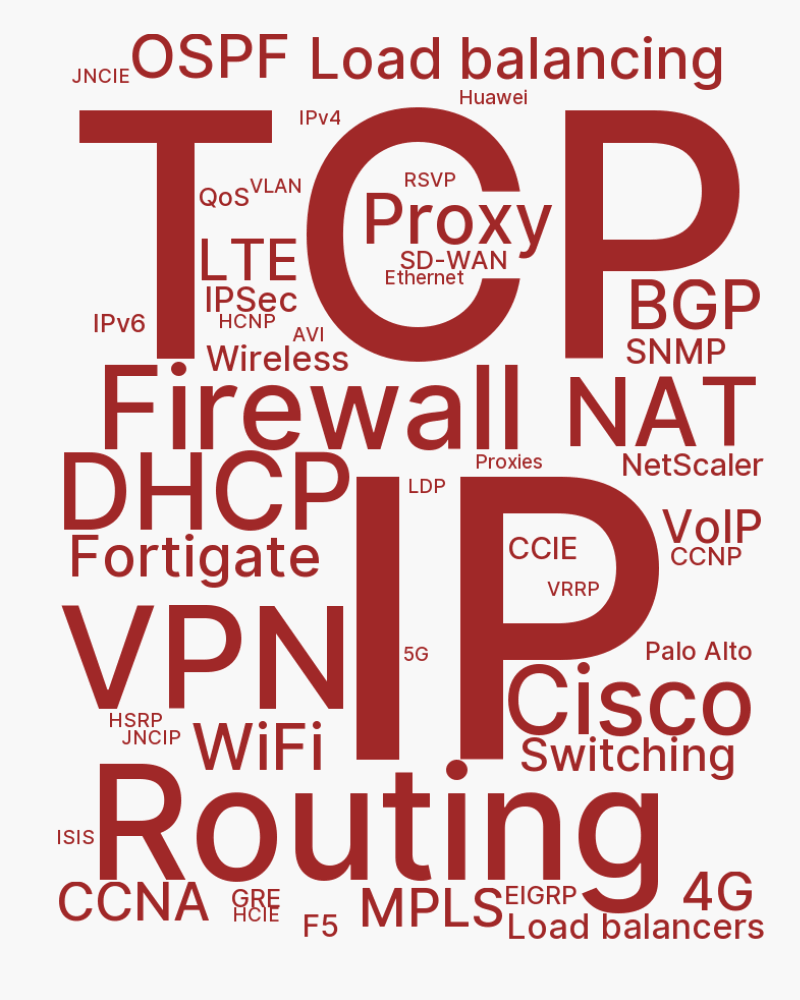 OSPF
Load balancing
JNCIE
Huawei
IPv4
TCP
RSVP
VLAN
QoS
Proxy
LTE
SD-WAN
Ethernet
IPSec
BGP
HCNP
IPv6
AVI
SNMP
Wireless
Firewall
NAT
Proxies
NetScaler
DHCP
LDP
IP
VoIP
CCIE
CCNP
Fortigate
VRRP
VPN
5G
Palo Alto
Cisco
HSRP
JNCIP
WiFi
Switching
Routing
ISIS
CCNA
GRE
HCIE
MPLS
EIGRP
4G
F5
Load balancers